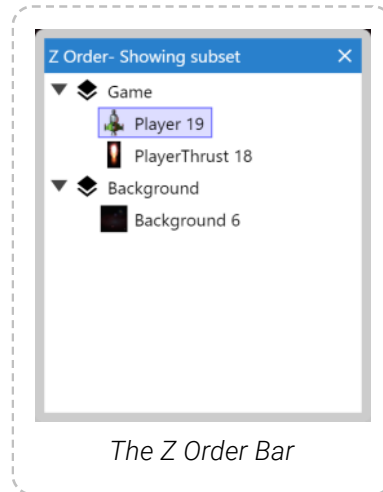 Z Order- Showing subset
Game
Player 19
PlayerThrust 18
Background
Background 6
The Z Order Bar